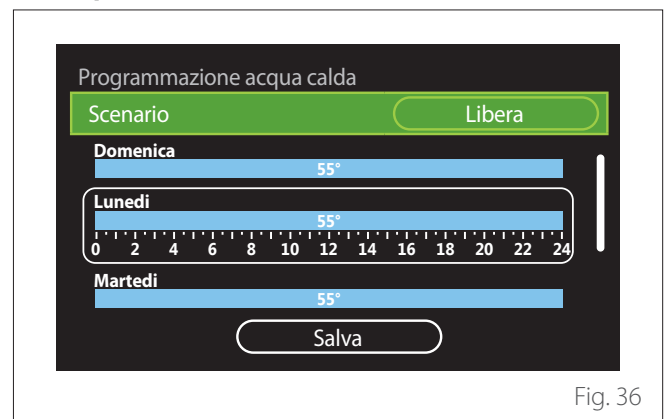 Programmazione acqua calda
Scenario Libera
Domenica
55°
Lunedi
55°
0 2 4 6 8 10 12 14 16 18 20 22 24
Martedi
55°
Salva
Fig. 36